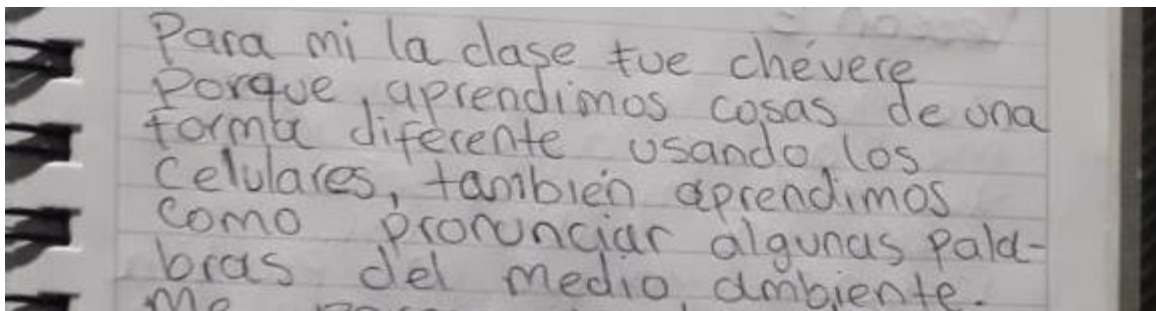 Para mi la clase fue chévere
Porque, aprendimos cosas de una
forma diferente usando los
Celulares, también aprendimos
como pronunciar algunas pala-
bras del medio ambiente.
Me